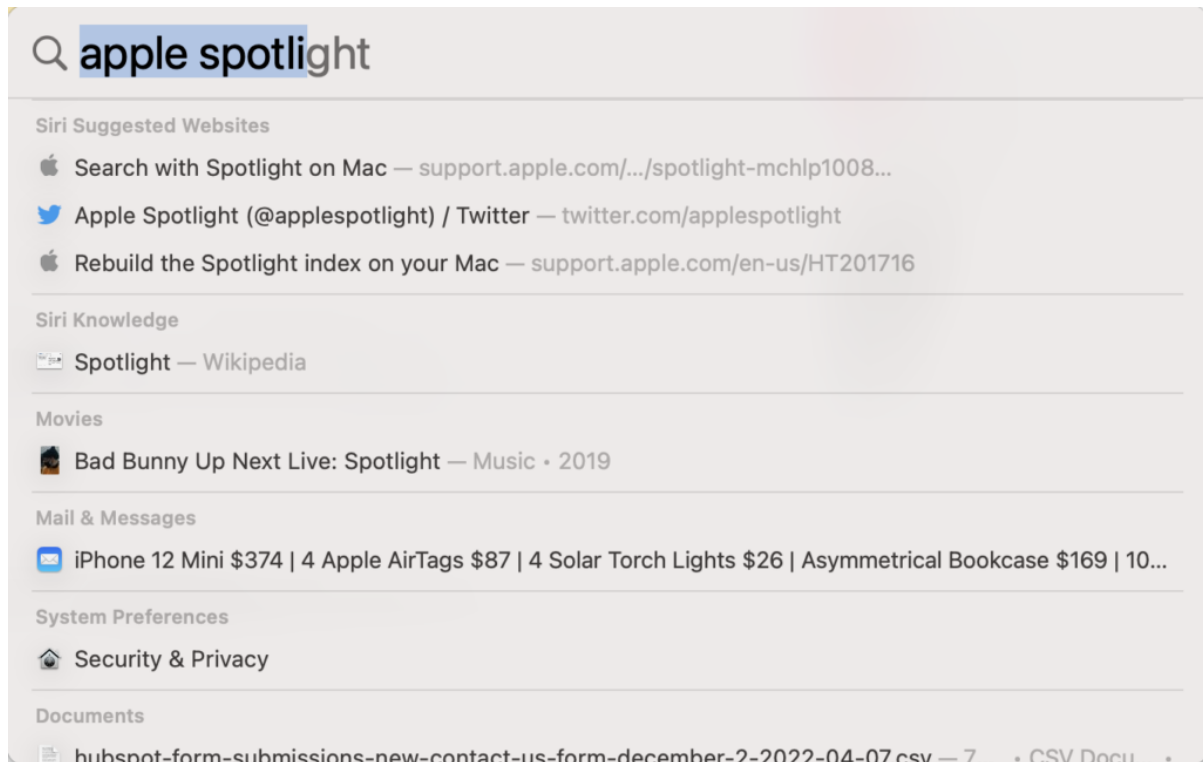 apple spotlight
Siri Suggested Websites
Search with Spotlight on Mac — support.apple.com/.../spotlight-mchlp1008...
Apple Spotlight (@applespotlight) / Twitter — twitter.com/applespotlight
Rebuild the Spotlight index on your Mac — support.apple.com/en-us/HT201716
Siri Knowledge
Spotlight — Wikipedia
Movies
Bad Bunny Up Next Live: Spotlight — Music • 2019
Mail & Messages
iPhone 12 Mini $374 | 4 Apple AirTags $87 | 4 Solar Torch Lights $26 | Asymmetrical Bookcase $169 | 10...
System Preferences
Security & Privacy
Documents
hubspot-form-submissions-new-contact-us-form-december-2-2022-04-07.csv — 7... • CSV Docu... •